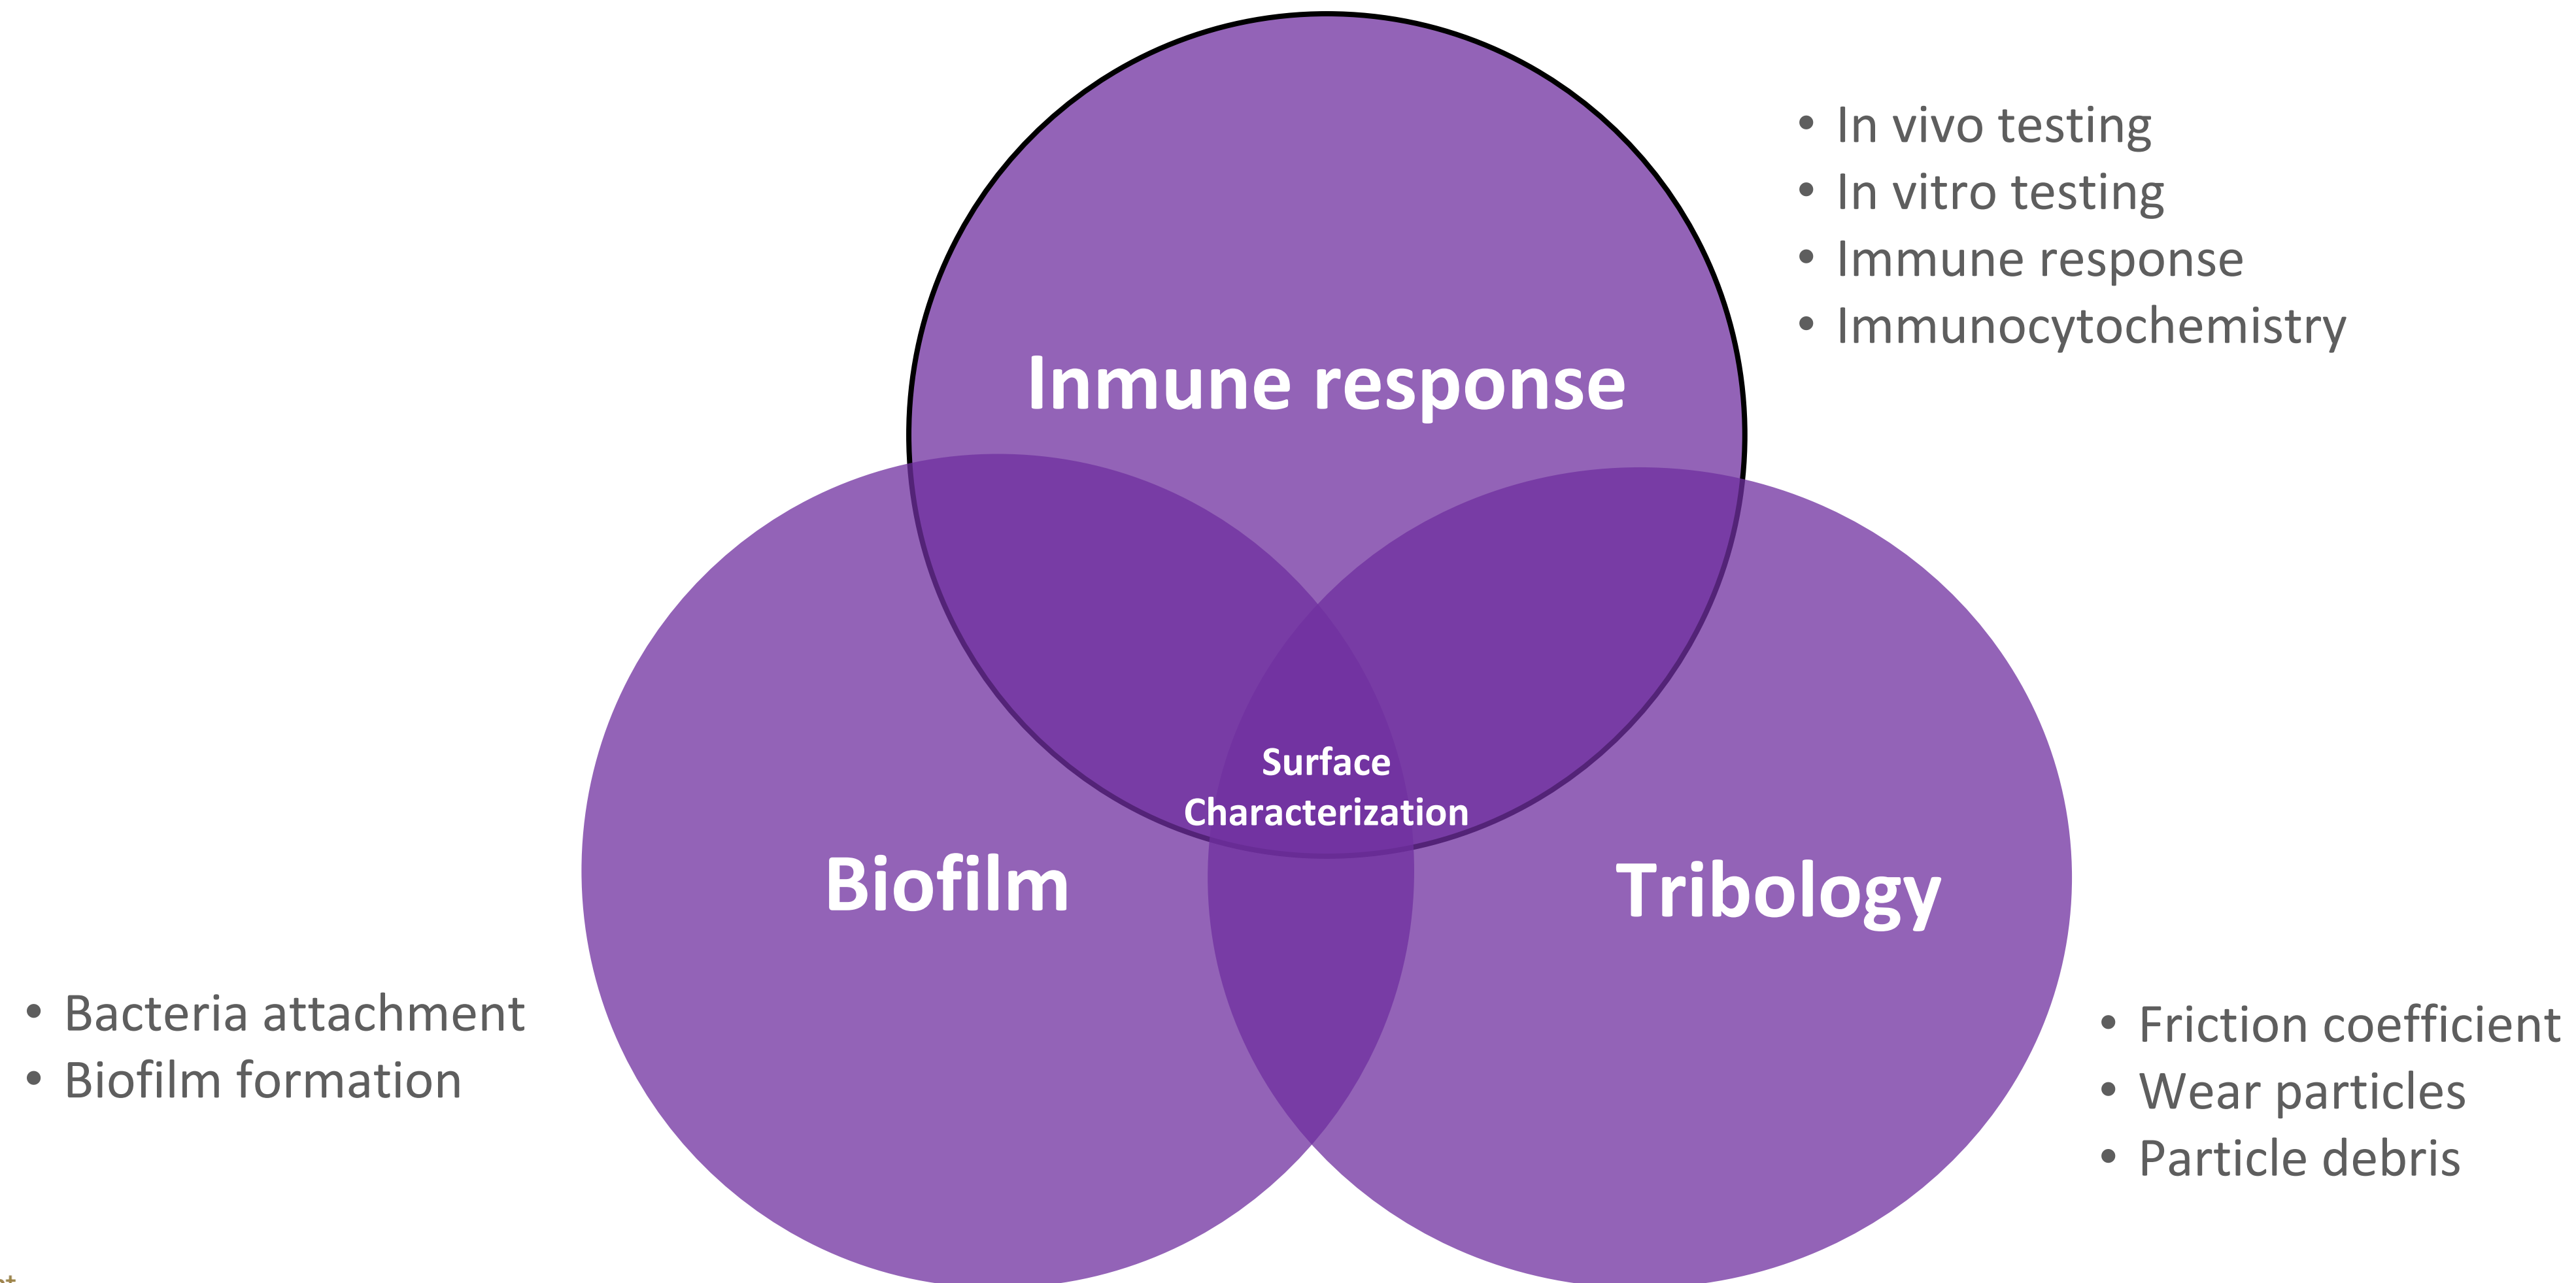 • In vivo testing
• In vitro testing
• Immune response
• Immunocytochemistry
Inmune response
Surface
Characterization
Biofilm
Tribology
• Bacteria attachment
• Biofilm formation
• Friction coefficient
• Wear particles
• Particle debris